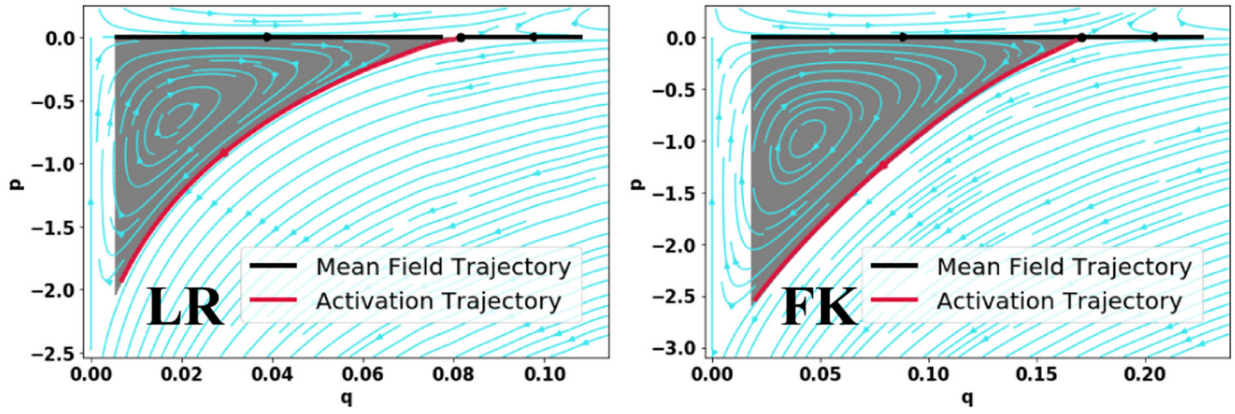 0.0
−0.5
−1.0
−1.5
−2.0
−2.5
p
0.00 0.02 0.04 0.06 0.08 0.10
q
Mean Field Trajectory
Activation Trajectory
LR
0.0
−0.5
−1.0
−1.5
−2.0
−2.5
−3.0
p
0.00 0.05 0.10 0.15 0.20
q
Mean Field Trajectory
Activation Trajectory
FK